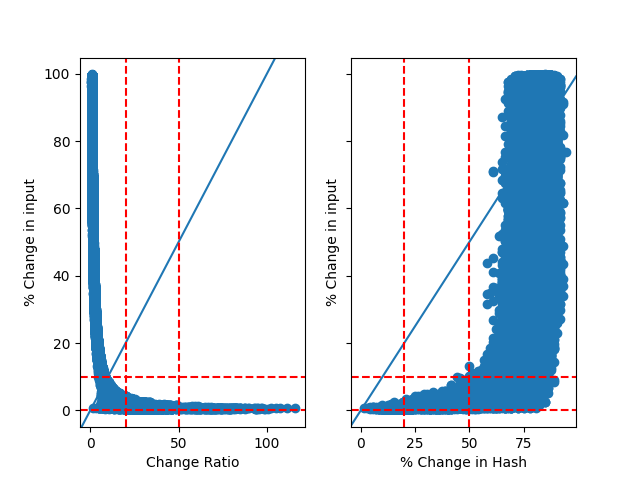 100
80
60
40
20
0
% Change in input
0 50 100
Change Ratio
% Change in input
0 25 50 75
% Change in Hash